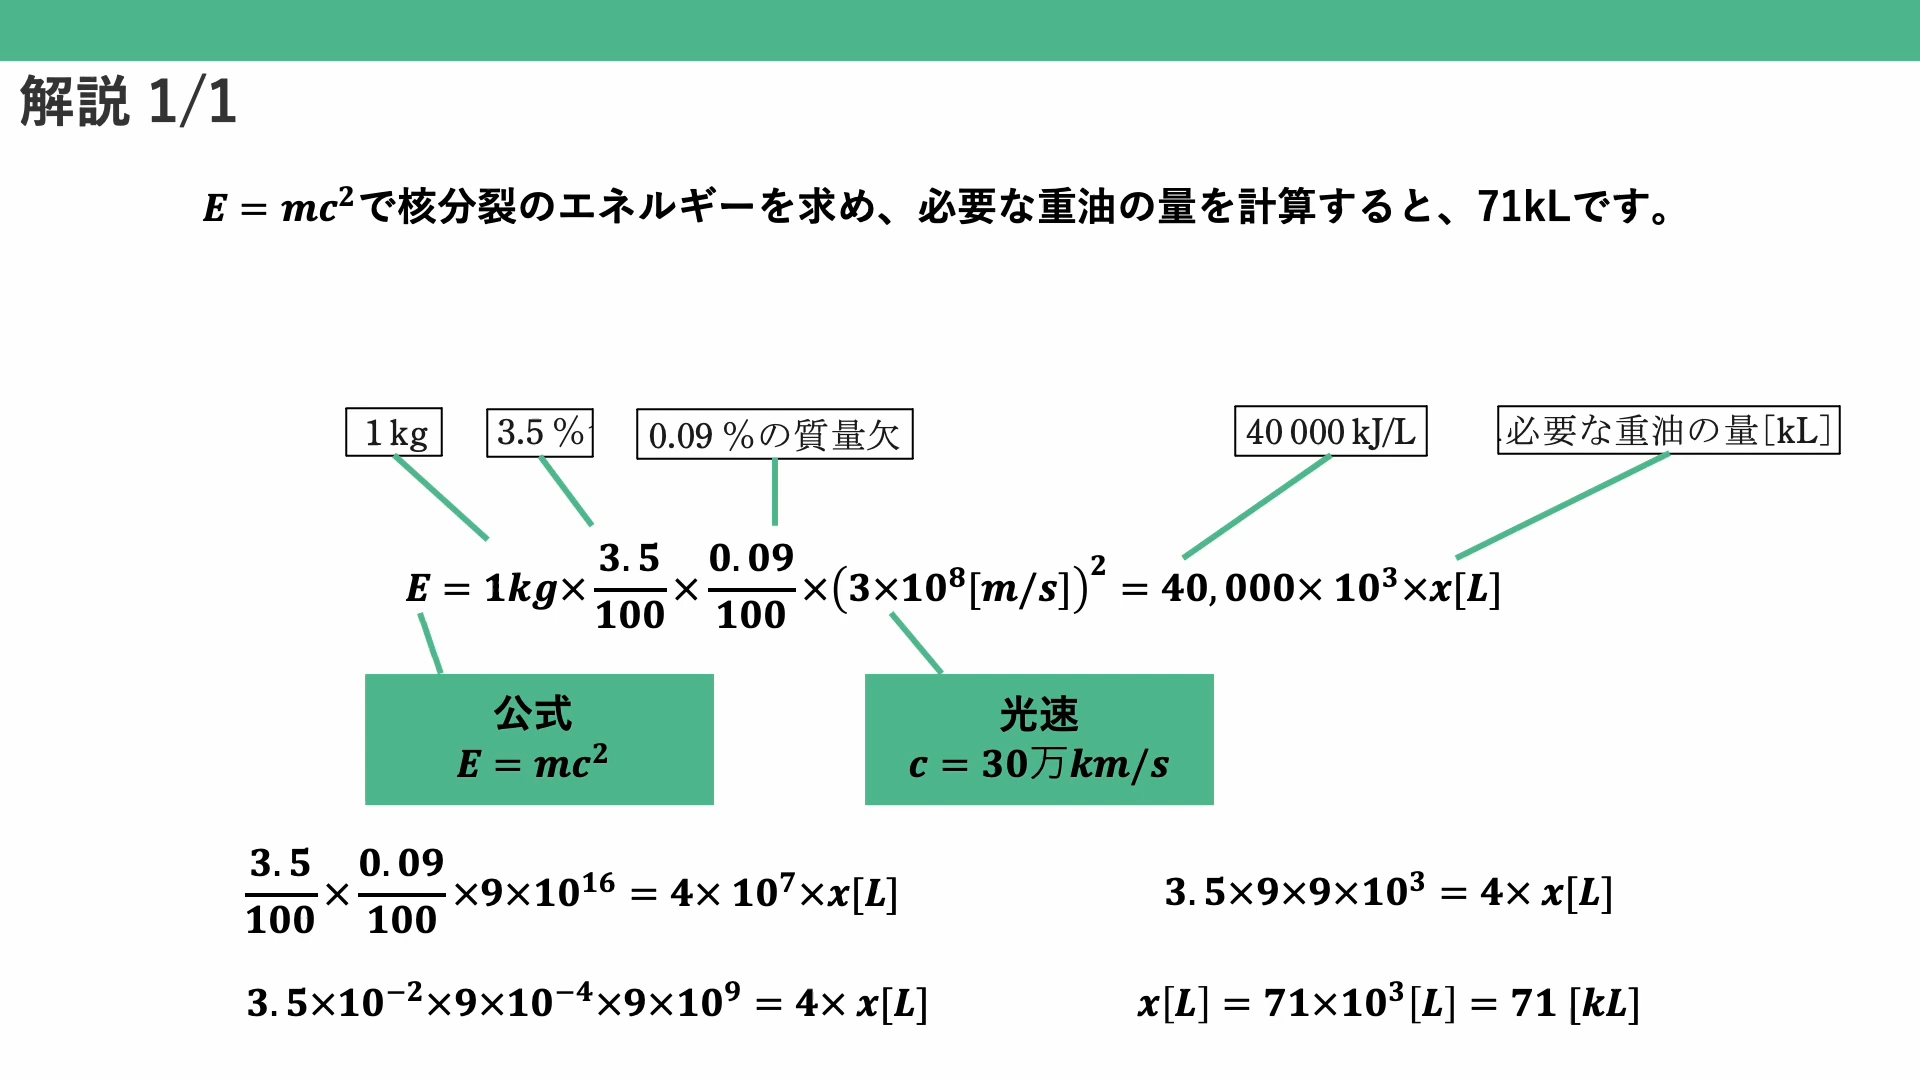 解説 1/1
E = mc²で核分裂のエネルギーを求め、必要な重油の量を計算すると、71kLです。
1 kg
3.5 %
0.09 %の質量欠
40 000 kJ/L
必要な重油の量[kL]
E = 1kg × 3.5/100 × 0.09/100 × (3×10⁸[m/s])² = 40,000× 10³×x[L]
公式
E = mc²
光速
c = 30万km/s
3.5/100 × 0.09/100 ×9×10¹⁶ = 4× 10⁷×x[L]
3.5×10⁻²×9×10⁻⁴×9×10⁹ = 4× x[L]
3.5×9×9×10³ = 4× x[L]
x[L] = 71×10³[L] = 71 [kL]